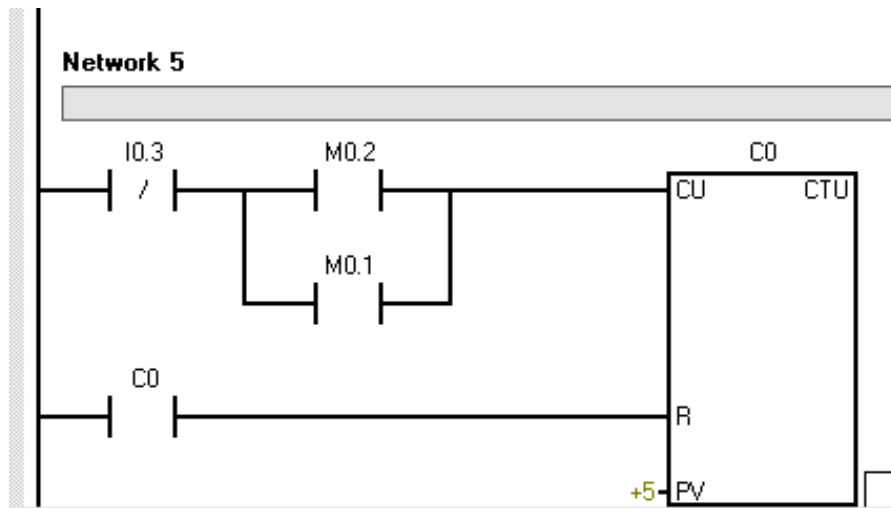 Network 5
I0.3 M0.2 C0
/ CU CTU
M0.1
C0
R
+5 PV